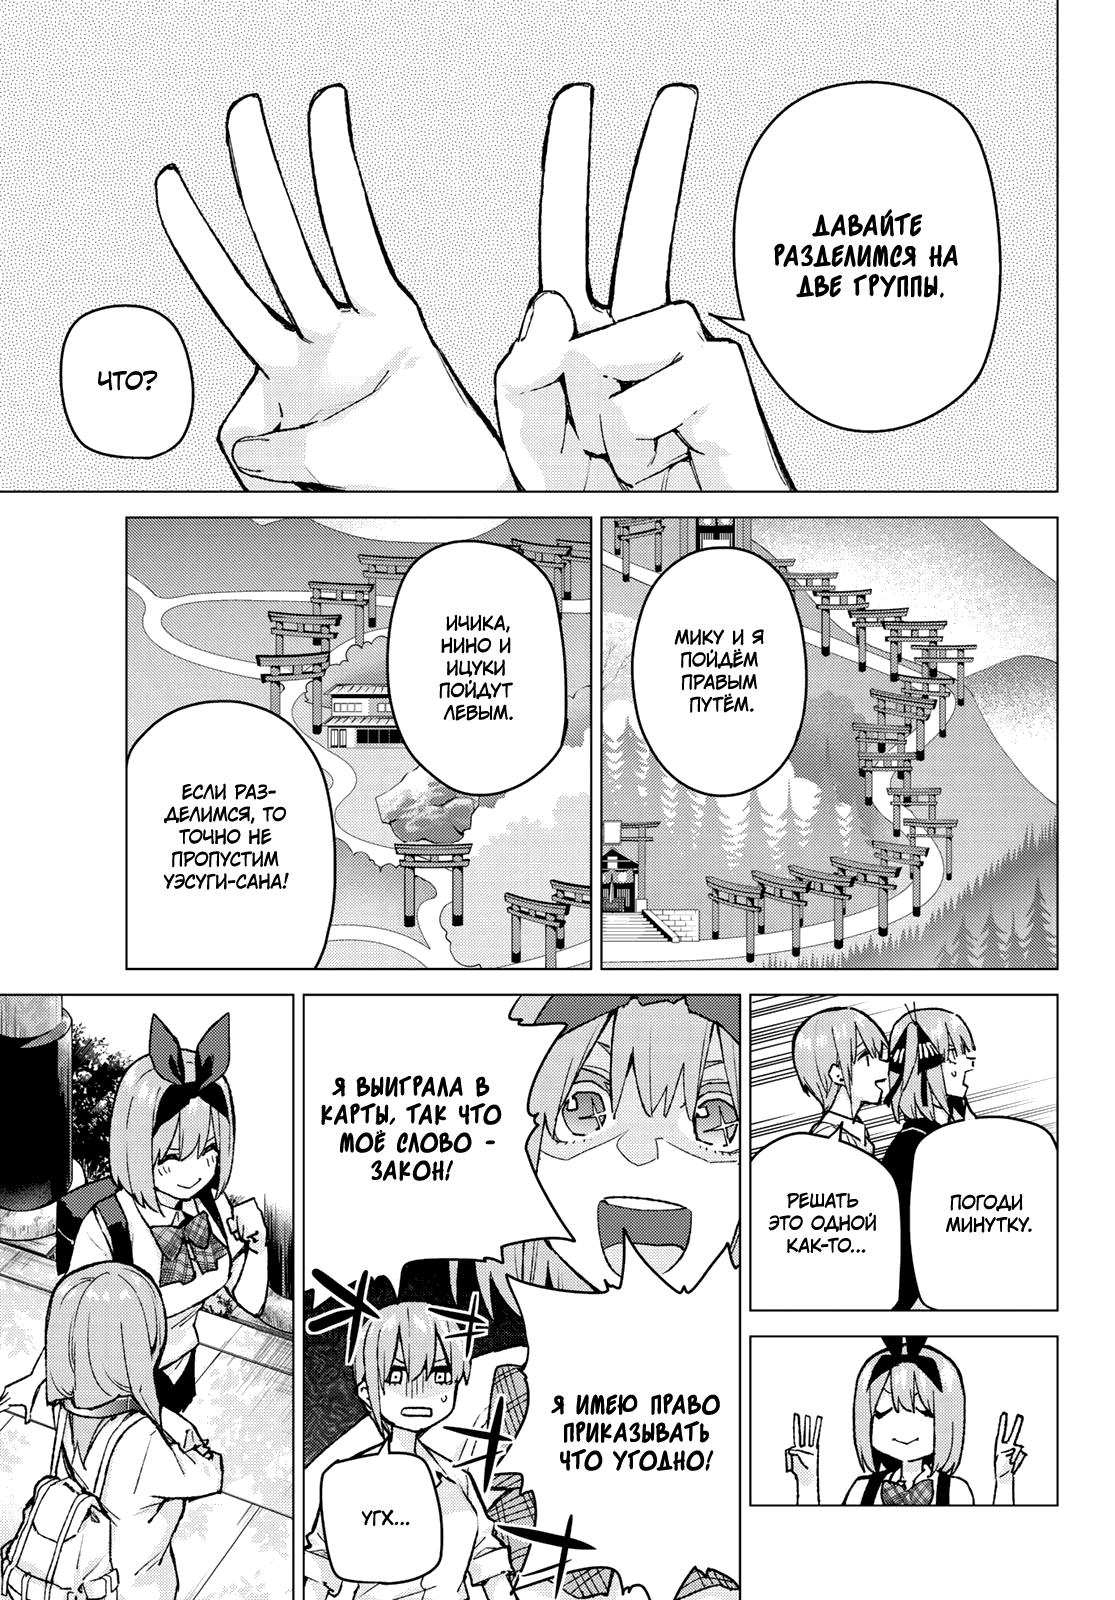 ДАВАЙТЕ
РАЗДЕЛИМСЯ НА
ДВЕ ГРУППЫ.
ЧТО?
МИКУ И Я
ПОЙДЁМ
ПРАВЫМ
ПУТЁМ.
ИЧИКА,
НИНО И
ИЦУКИ
ПОЙДУТ
ЛЕВЫМ.
ЕСЛИ РАЗ-
ДЕЛИМСЯ, ТО
ТОЧНО НЕ
ПРОПУСТИМ
УЭСУГИ-САНА!
ПОГОДИ
МИНУТКУ.
РЕШАТЬ
ЭТО ОДНОЙ
КАК-ТО...
Я ВЫИГРАЛА В
КАРТЫ, ТАК ЧТО
МОЁ СЛОВО -
ЗАКОН!
Я ИМЕЮ ПРАВО
ПРИКАЗЫВАТЬ
ЧТО УГОДНО!
УГХ...